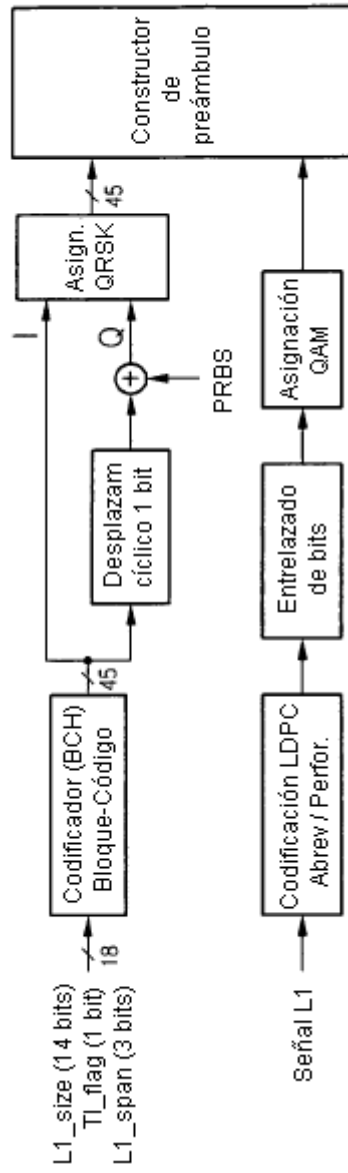 L1_size (14 bits)
TI_flag (1 bit)
L1_span (3 bits)
18
Codificador (BCH)
Bloque-Código
45
I
Desplazam
cíclico 1 bit
Q
PRBS
Asign.
QRSK
45
Constructor
de
preámbulo
Señal L1
Codificación LDPC
Abrev / Perfor.
Entrelazado
de bits
Asignación
QAM